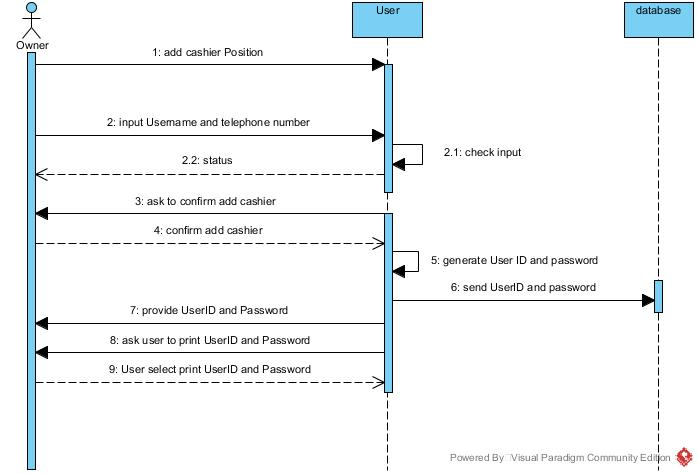 User
database
Owner
1: add cashier Position
2: input Username and telephone number
2.1: check input
2.2: status
3: ask to confirm add cashier
4: confirm add cashier
5: generate User ID and password
6: send UserID and password
7: provide UserID and Password
8: ask user to print UserID and Password
9: User select print UserID and Password
Powered By Visual Paradigm Community Edition